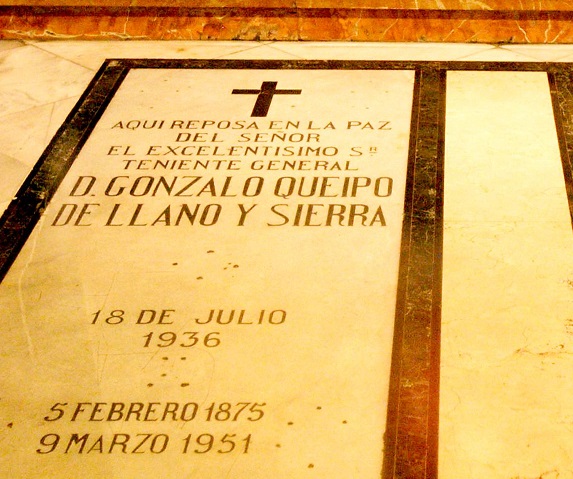 AQUI REPOSA EN LA PAZ
DEL SEÑOR
EL EXCELENTISIMO Sʳ
TENIENTE GENERAL
D. GONZALO QUEIPO
DE LLANO Y SIERRA
18 DE JULIO
1936
5 FEBRERO 1875
9 MARZO 1951